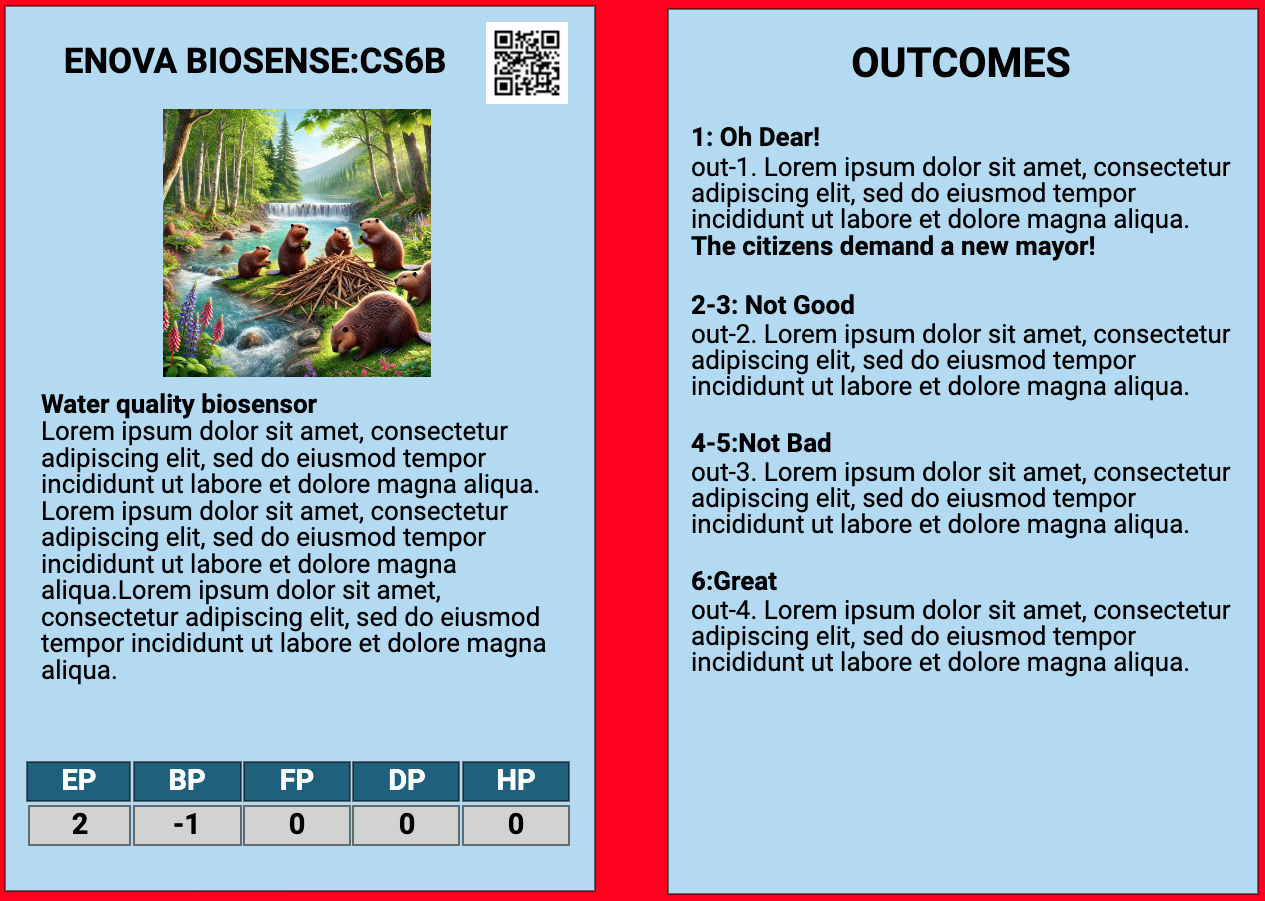 ENOVA BIOSENSE:CS6B
Water quality biosensor
Lorem ipsum dolor sit amet, consectetur
adipiscing elit, sed do eiusmod tempor
incididunt ut labore et dolore magna aliqua.
Lorem ipsum dolor sit amet, consectetur
adipiscing elit, sed do eiusmod tempor
incididunt ut labore et dolore magna
aliqua.Lorem ipsum dolor sit amet,
consectetur adipiscing elit, sed do eiusmod
tempor incididunt ut labore et dolore magna
aliqua.
EP BP FP DP HP
2 -1 0 0 0
OUTCOMES
1: Oh Dear!
out-1. Lorem ipsum dolor sit amet, consectetur
adipiscing elit, sed do eiusmod tempor
incididunt ut labore et dolore magna aliqua.
The citizens demand a new mayor!
2-3: Not Good
out-2. Lorem ipsum dolor sit amet, consectetur
adipiscing elit, sed do eiusmod tempor
incididunt ut labore et dolore magna aliqua.
4-5:Not Bad
out-3. Lorem ipsum dolor sit amet, consectetur
adipiscing elit, sed do eiusmod tempor
incididunt ut labore et dolore magna aliqua.
6:Great
out-4. Lorem ipsum dolor sit amet, consectetur
adipiscing elit, sed do eiusmod tempor
incididunt ut labore et dolore magna aliqua.